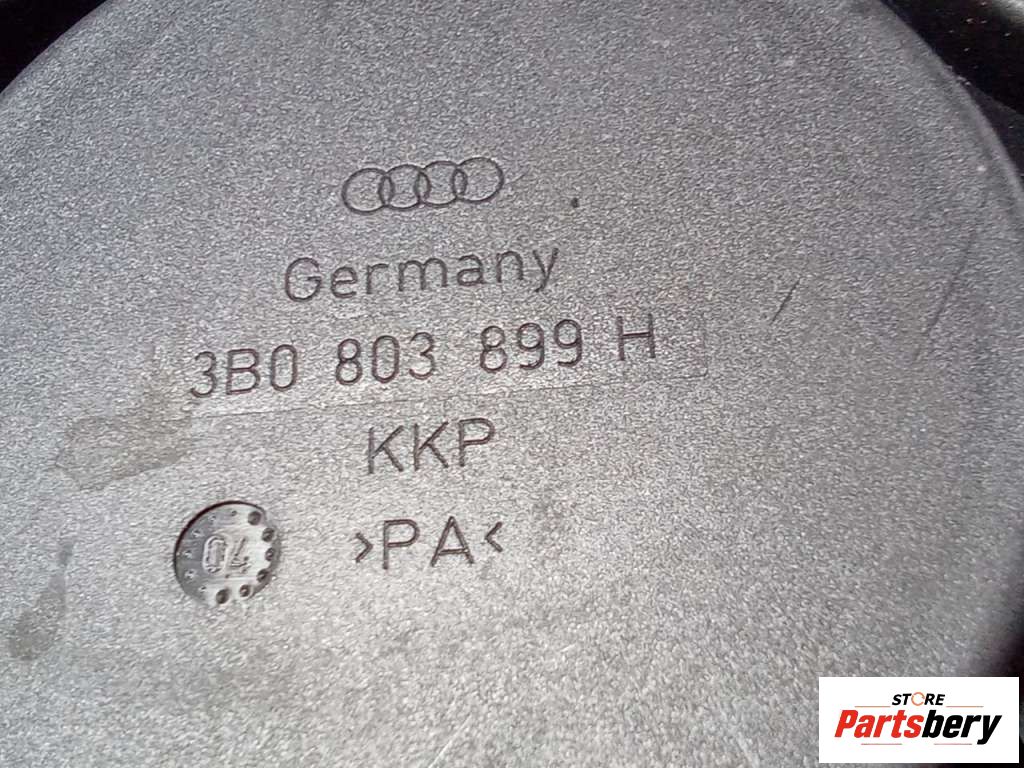 Germany
3B0 803 899 H
KKP
04
>PA<
STORE
Partsbery